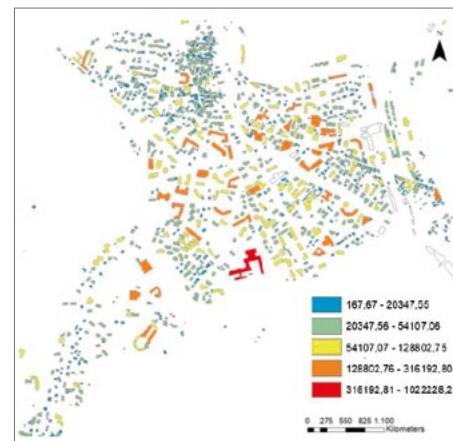 N
167,67 - 20347,55
20347,56 - 54107,06
54107,07 - 128802,75
128802,76 - 316192,80
316192,81 - 1022228,2
0 275 550 825 1.100
Kilometers